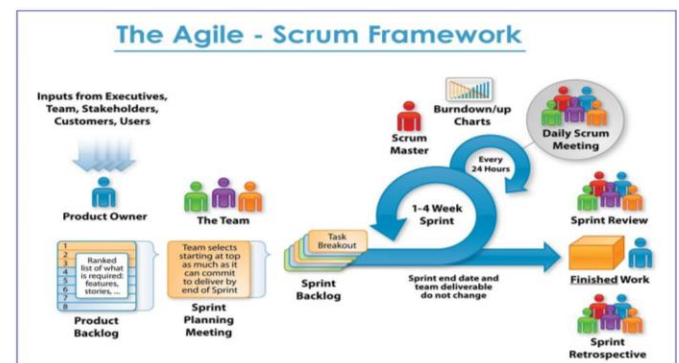 The Agile - Scrum Framework
Inputs from Executives,
Team, Stakeholders,
Customers, Users
Product Owner
The Team
1
2
3
4
5
6
7
8
Ranked
list of what
is required:
features,
stories, ...
Product
Backlog
Team selects
starting at top
as much as it
can commit
to deliver by
end of Sprint
Sprint
Planning
Meeting
Task
Breakout
Sprint
Backlog
Scrum
Master
Burndown/up
Charts
Every
24 Hours
1-4 Week
Sprint
Sprint end date and
team deliverable
do not change
Daily Scrum
Meeting
Sprint Review
Finished Work
Sprint
Retrospective